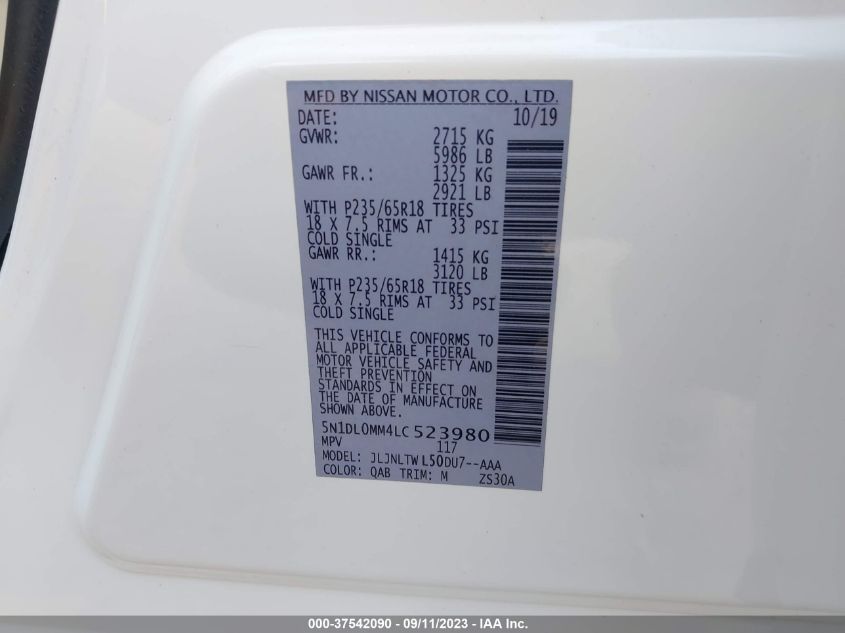 MFD BY NISSAN MOTOR CO., LTD.
DATE: 10/19
GVWR: 2715 KG
5986 LB
GAWR FR.: 1325 KG
2921 LB
WITH P235/65R18 TIRES
18 X 7.5 RIMS AT 33 PSI
COLD SINGLE
GAWR RR.: 1415 KG
3120 LB
WITH P235/65R18 TIRES
18 X 7.5 RIMS AT 33 PSI
COLD SINGLE
THIS VEHICLE CONFORMS TO
ALL APPLICABLE FEDERAL
MOTOR VEHICLE SAFETY AND
THEFT PREVENTION
STANDARDS IN EFFECT ON
THE DATE OF MANUFACTURE
SHOWN ABOVE.
5N1DL0MM4LC523980
MPV 117
MODEL: JLJNLTWL50DU7--AAA
COLOR: QAB TRIM: M ZS30A
000-37542090 - 09/11/2023 - IAA Inc.